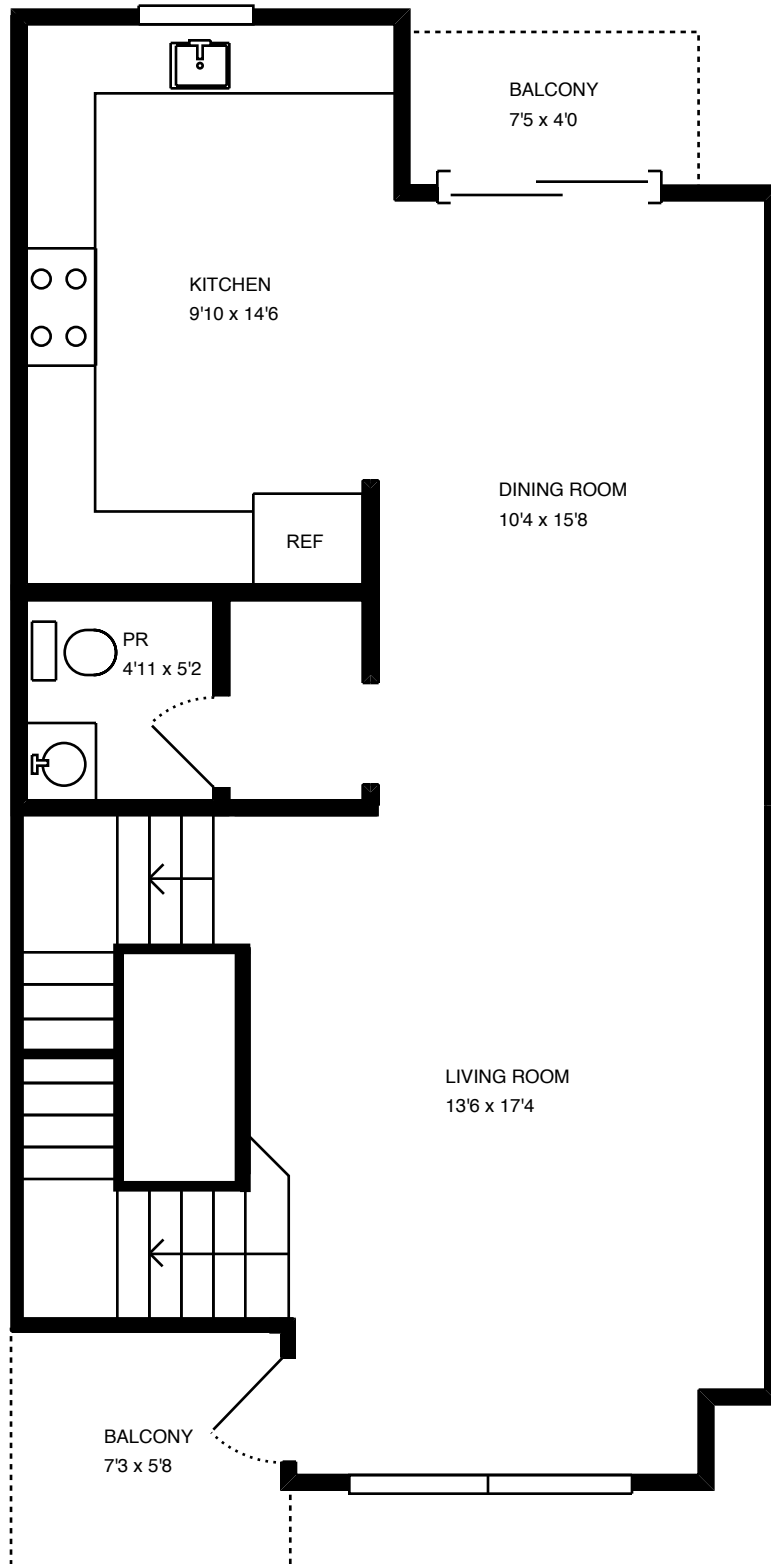 BALCONY
7'5 x 4'0
KITCHEN
9'10 x 14'6
DINING ROOM
10'4 x 15'8
REF
PR
4'11 x 5'2
LIVING ROOM
13'6 x 17'4
BALCONY
7'3 x 5'8